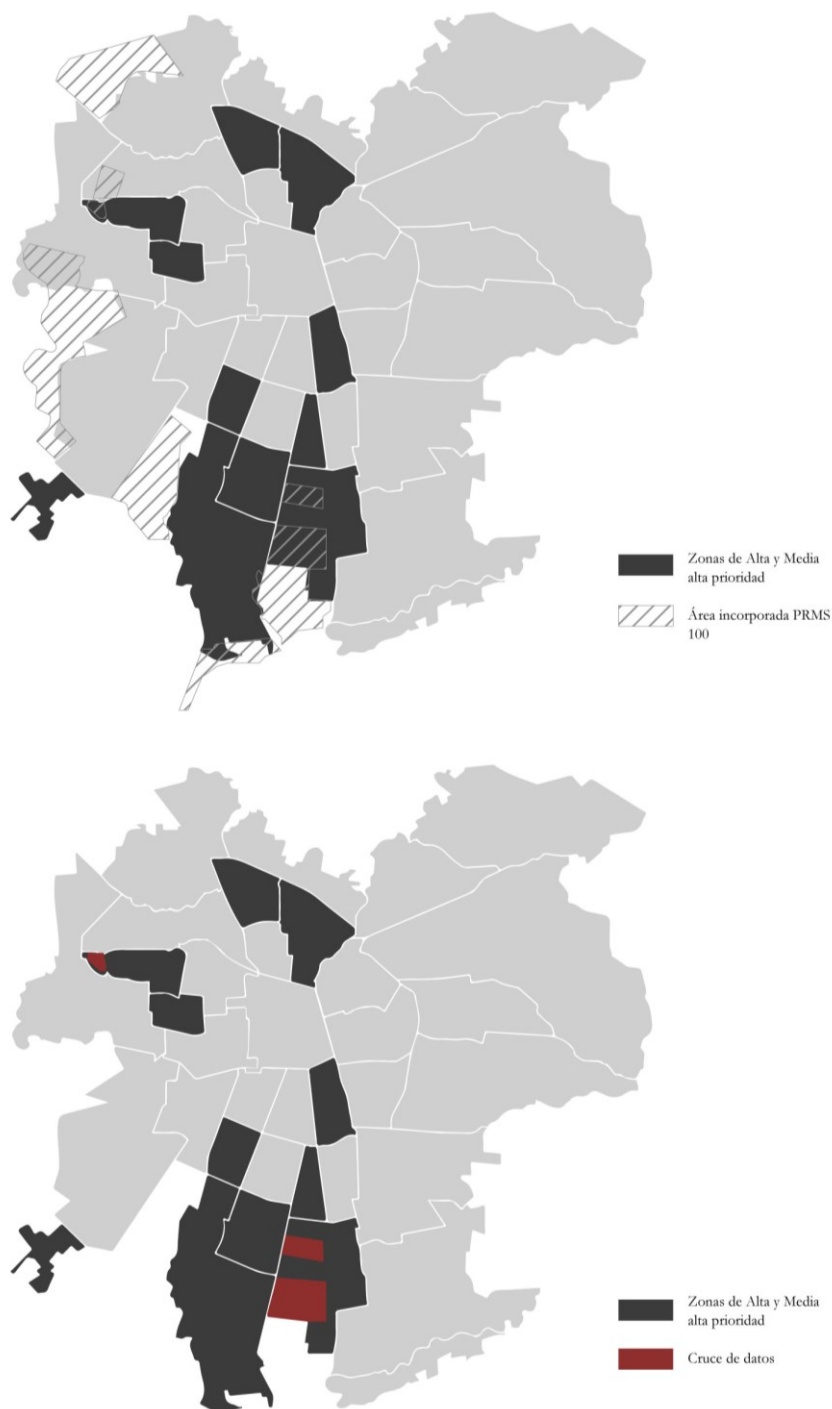 Zonas de Alta y Media
alta prioridad
Área incorporada PRMS
100
Zonas de Alta y Media
alta prioridad
Cruce de datos